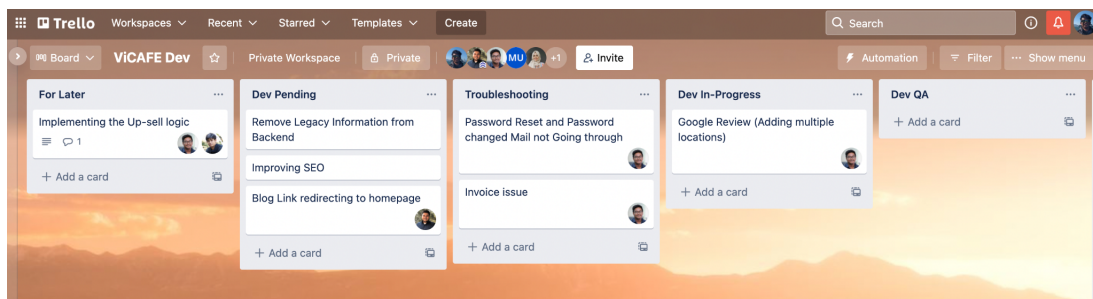 Trello Workspaces Recent Starred Templates Create Search
Board ViCAFE Dev Private Workspace Private MU +1 Invite Automation Filter ··· Show menu
For Later ···
Implementing the Up-sell logic
1
+ Add a card
Dev Pending ···
Remove Legacy Information from
Backend
Improving SEO
Blog Link redirecting to homepage
+ Add a card
Troubleshooting ···
Password Reset and Password
changed Mail not Going through
Invoice issue
+ Add a card
Dev In-Progress ···
Google Review (Adding multiple
locations)
+ Add a card
Dev QA ···
+ Add a card